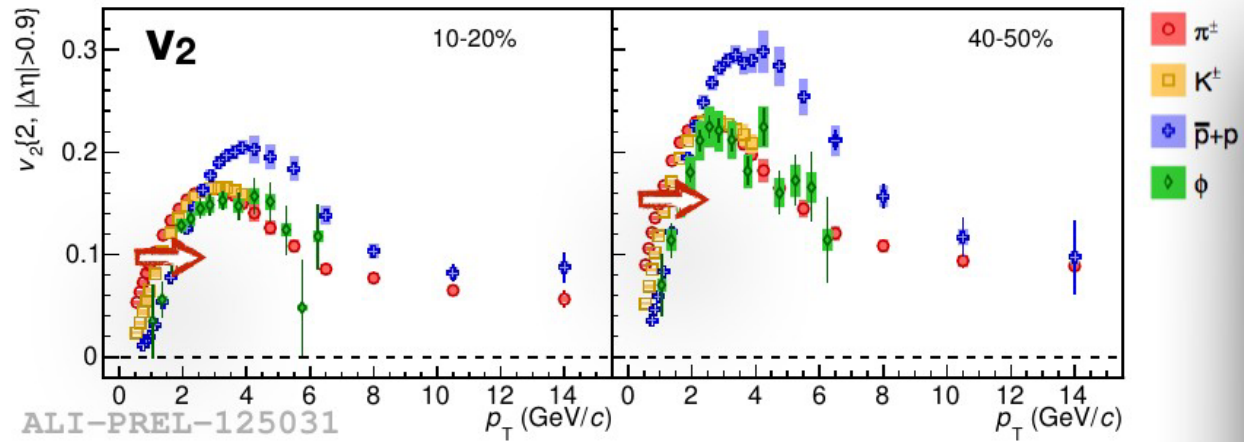 v₂{2, |Δη|>0.9}
0.3
0.2
0.1
0
v₂ 10-20%
40-50%
π±
K±
p̅+p
ϕ
0 2 4 6 8 10 12 14
0 2 4 6 8 10 12 14
p_T (GeV/c)
p_T (GeV/c)
ALI-PREL-125031